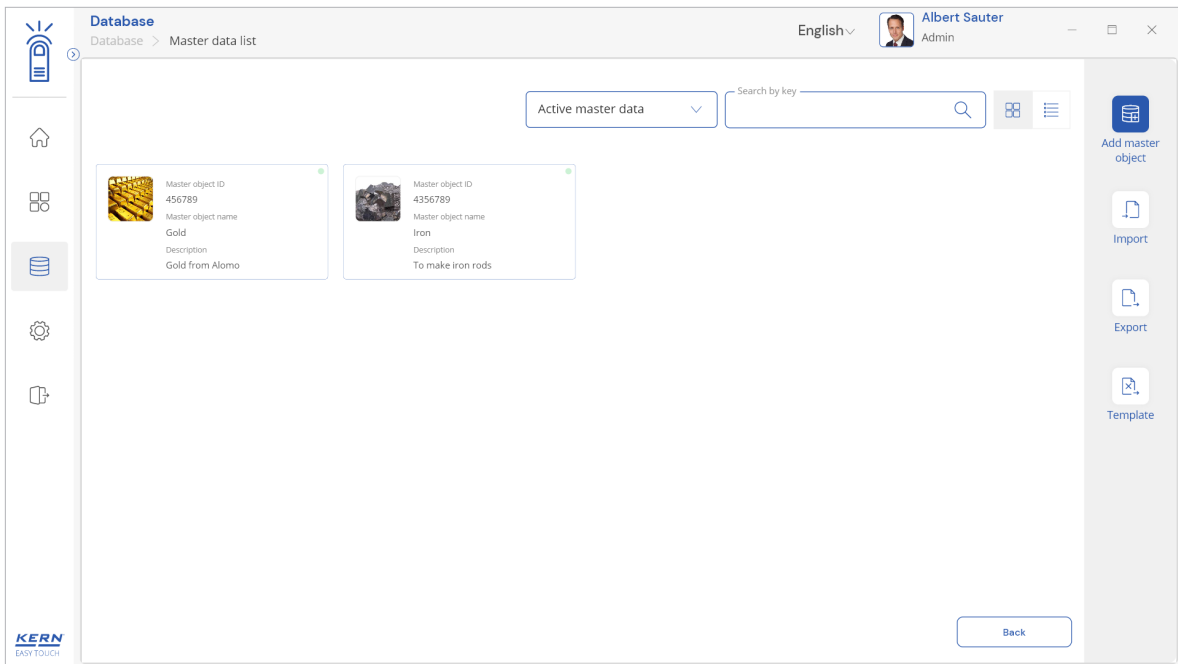 Database
Database > Master data list
English
Albert Sauter
Admin
Active master data
Search by key
Add master
object
Import
Export
Template
Master object ID
456789
Master object name
Gold
Description
Gold from Alomo
Master object ID
4356789
Master object name
Iron
Description
To make iron rods
Back
KERN
EASY TOUCH